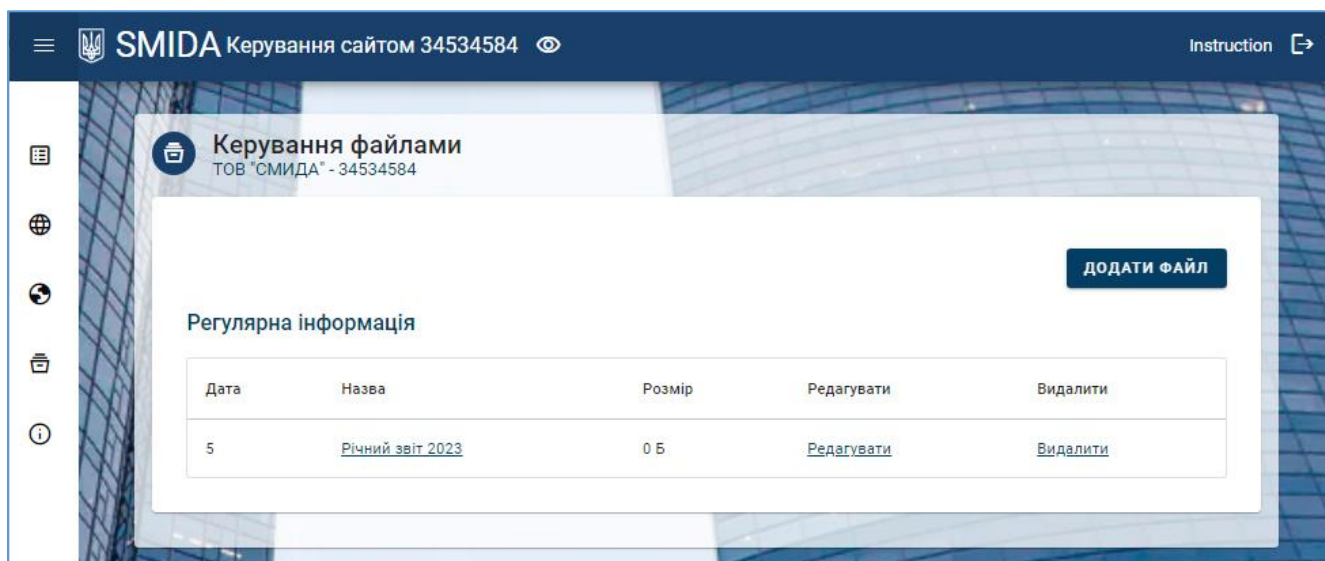 SMIDA Керування сайтом 34534584 Instruction
Керування файлами
ТОВ "СМИДА" - 34534584
ДОДАТИ ФАЙЛ
Регулярна інформація
Дата Назва Розмір Редагувати Видалити
5 Річний звіт 2023 0 Б Редагувати Видалити